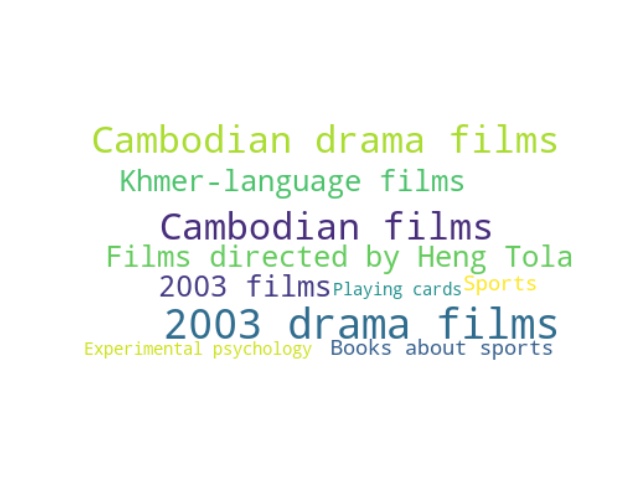 Cambodian drama films
Khmer-language films
Cambodian films
Films directed by Heng Tola
2003 films
Playing cards
Sports
2003 drama films
Experimental psychology
Books about sports